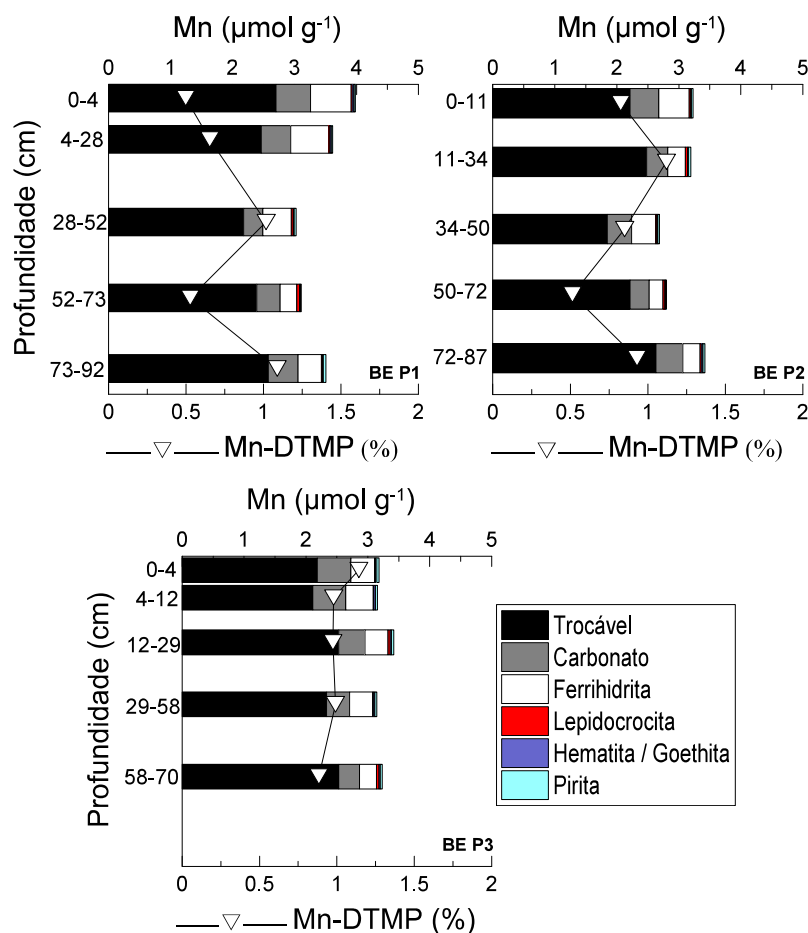 Mn (µmol g⁻¹)
0 1 2 3 4 5
Profundidade (cm)
0-4
4-28
28-52
52-73
73-92
BE P1
0 0.5 1 1.5 2
Mn-DTMP (%)
Mn (µmol g⁻¹)
0 1 2 3 4 5
0-11
11-34
34-50
50-72
72-87
BE P2
0 0.5 1 1.5 2
Mn-DTMP (%)
Mn (µmol g⁻¹)
0 1 2 3 4 5
Profundidade (cm)
0-4
4-12
12-29
29-58
58-70
BE P3
0 0.5 1 1.5 2
Mn-DTMP (%)
Trocável
Carbonato
Ferrihidrita
Lepidocrocita
Hematita / Goethita
Pirita